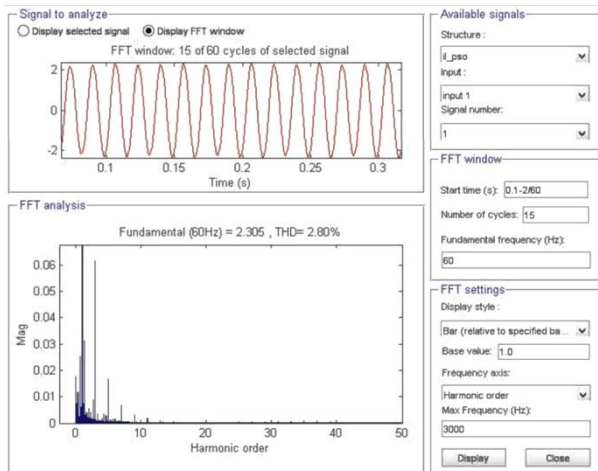 Signal to analyze
Display selected signal
Display FFT window
FFT window: 15 of 60 cycles of selected signal
2
0
-2
0.1
0.15
0.2
0.25
0.3
Time (s)
FFT analysis
Fundamental (60Hz) = 2.305 , THD= 2.80%
0.06
0.05
0.04
0.03
0.02
0.01
0
Mag
0
10
20
30
40
50
Harmonic order
Available signals
Structure :
il_pso
Input :
input 1
Signal number:
1
FFT window
Start time (s): 0.1-2/60
Number of cycles: 15
Fundamental frequency (Hz):
60
FFT settings
Display style :
Bar (relative to specified ba...
Base value: 1.0
Frequency axis:
Harmonic order
Max Frequency (Hz):
3000
Display
Close